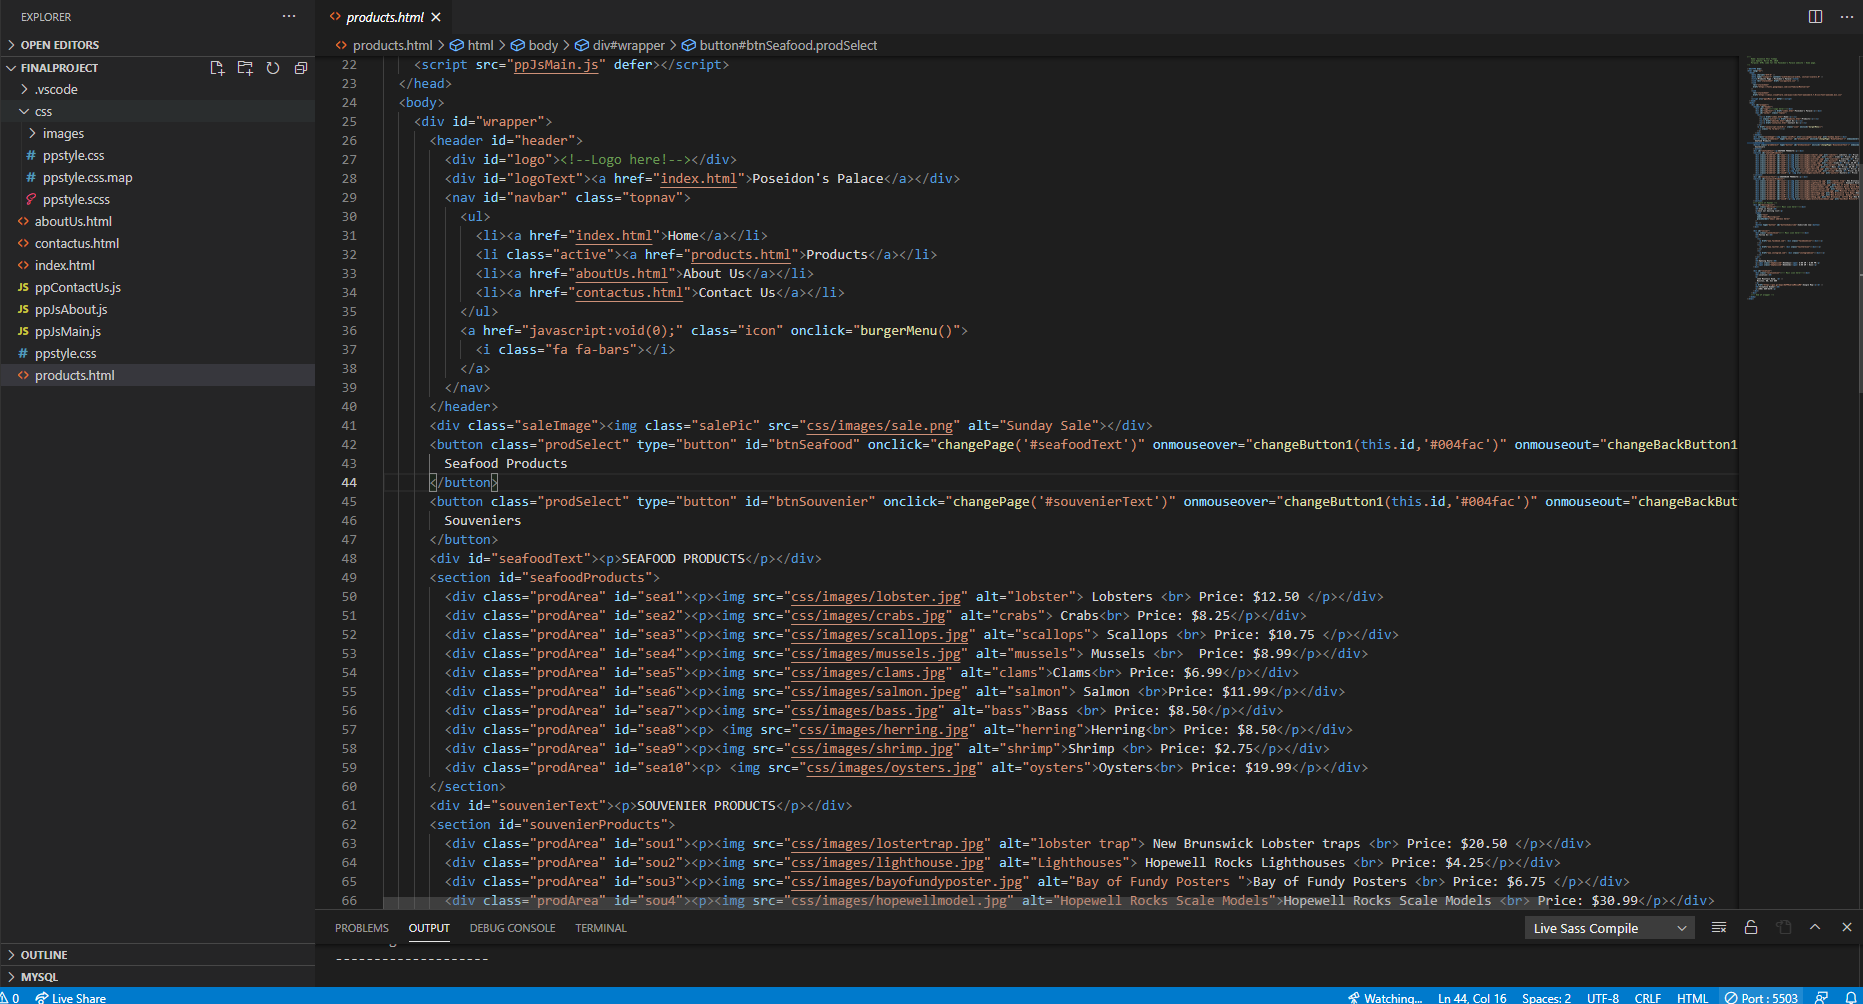 EXPLORER
products.html
OPEN EDITORS
products.html > html > body > div#wrapper > button#btnSeafood.prodSelect
FINALPROJECT
.vscode
css
images
ppstyle.css
ppstyle.css.map
ppstyle.scss
aboutUs.html
contactus.html
index.html
ppContactUs.js
ppJsAbout.js
ppJsMain.js
ppstyle.css
products.html
OUTLINE
MYSQL
22 <script src="ppJsMain.js" defer></script>
23 </head>
24 <body>
25 <div id="wrapper">
26 <header id="header">
27 <div id="logo"><!--Logo here!--></div>
28 <div id="logoText"><a href="index.html">Poseidon's Palace</a></div>
29 <nav id="navbar" class="topnav">
30 <ul>
31 <li><a href="index.html">Home</a></li>
32 <li class="active"><a href="products.html">Products</a></li>
33 <li><a href="aboutUs.html">About Us</a></li>
34 <li><a href="contactus.html">Contact Us</a></li>
35 </ul>
36 <a href="javascript:void(0);" class="icon" onclick="burgerMenu()">
37 <i class="fa fa-bars"></i>
38 </a>
39 </nav>
40 </header>
41 <div class="saleImage"><img class="salePic" src="css/images/sale.png" alt="Sunday Sale"></div>
42 <button class="prodSelect" type="button" id="btnSeafood" onclick="changePage('#seafoodText')" onmouseover="changeButton1(this.id,'#004fac')" onmouseout="changeBackButton1
43 Seafood Products
44 </button>
45 <button class="prodSelect" type="button" id="btnSouvenier" onclick="changePage('#souvenierText')" onmouseover="changeButton1(this.id,'#004fac')" onmouseout="changeBackBut
46 Souveniers
47 </button>
48 <div id="seafoodText"><p>SEAFOOD PRODUCTS</p></div>
49 <section id="seafoodProducts">
50 <div class="prodArea" id="sea1"><p><img src="css/images/lobster.jpg" alt="lobster"> Lobsters <br> Price: $12.50 </p></div>
51 <div class="prodArea" id="sea2"><p><img src="css/images/crabs.jpg" alt="crabs"> Crabs<br> Price: $8.25</p></div>
52 <div class="prodArea" id="sea3"><p><img src="css/images/scallops.jpg" alt="scallops"> Scallops <br> Price: $10.75 </p></div>
53 <div class="prodArea" id="sea4"><p><img src="css/images/mussels.jpg" alt="mussels"> Mussels <br>  Price: $8.99</p></div>
54 <div class="prodArea" id="sea5"><p><img src="css/images/clams.jpg" alt="clams">Clams<br> Price: $6.99</p></div>
55 <div class="prodArea" id="sea6"><p><img src="css/images/salmon.jpeg" alt="salmon"> Salmon <br>Price: $11.99</p></div>
56 <div class="prodArea" id="sea7"><p><img src="css/images/bass.jpg" alt="bass">Bass <br> Price: $8.50</p></div>
57 <div class="prodArea" id="sea8"><p> <img src="css/images/herring.jpg" alt="herring">Herring<br> Price: $8.50</p></div>
58 <div class="prodArea" id="sea9"><p><img src="css/images/shrimp.jpg" alt="shrimp">Shrimp <br> Price: $2.75</p></div>
59 <div class="prodArea" id="sea10"><p> <img src="css/images/oysters.jpg" alt="oysters">Oysters<br> Price: $19.99</p></div>
60 </section>
61 <div id="souvenierText"><p>SOUVENIER PRODUCTS</p></div>
62 <section id="souvenierProducts">
63 <div class="prodArea" id="sou1"><p><img src="css/images/lostertrap.jpg" alt="lobster trap"> New Brunswick Lobster traps <br> Price: $20.50 </p></div>
64 <div class="prodArea" id="sou2"><p><img src="css/images/lighthouse.jpg" alt="Lighthouses"> Hopewell Rocks Lighthouses <br> Price: $4.25</p></div>
65 <div class="prodArea" id="sou3"><p><img src="css/images/bayofundyposter.jpg" alt="Bay of Fundy Posters ">Bay of Fundy Posters <br> Price: $6.75 </p></div>
66 <div class="prodArea" id="sou4"><p><img src="css/images/hopewellmodel.jpg" alt="Hopewell Rocks Scale Models">Hopewell Rocks Scale Models <br> Price: $30.99</p></div>
PROBLEMS OUTPUT DEBUG CONSOLE TERMINAL
Live Sass Compile
--------------------
0 Live Share
Watching... Ln 44, Col 16 Spaces: 2 UTF-8 CRLF HTML Port : 5503